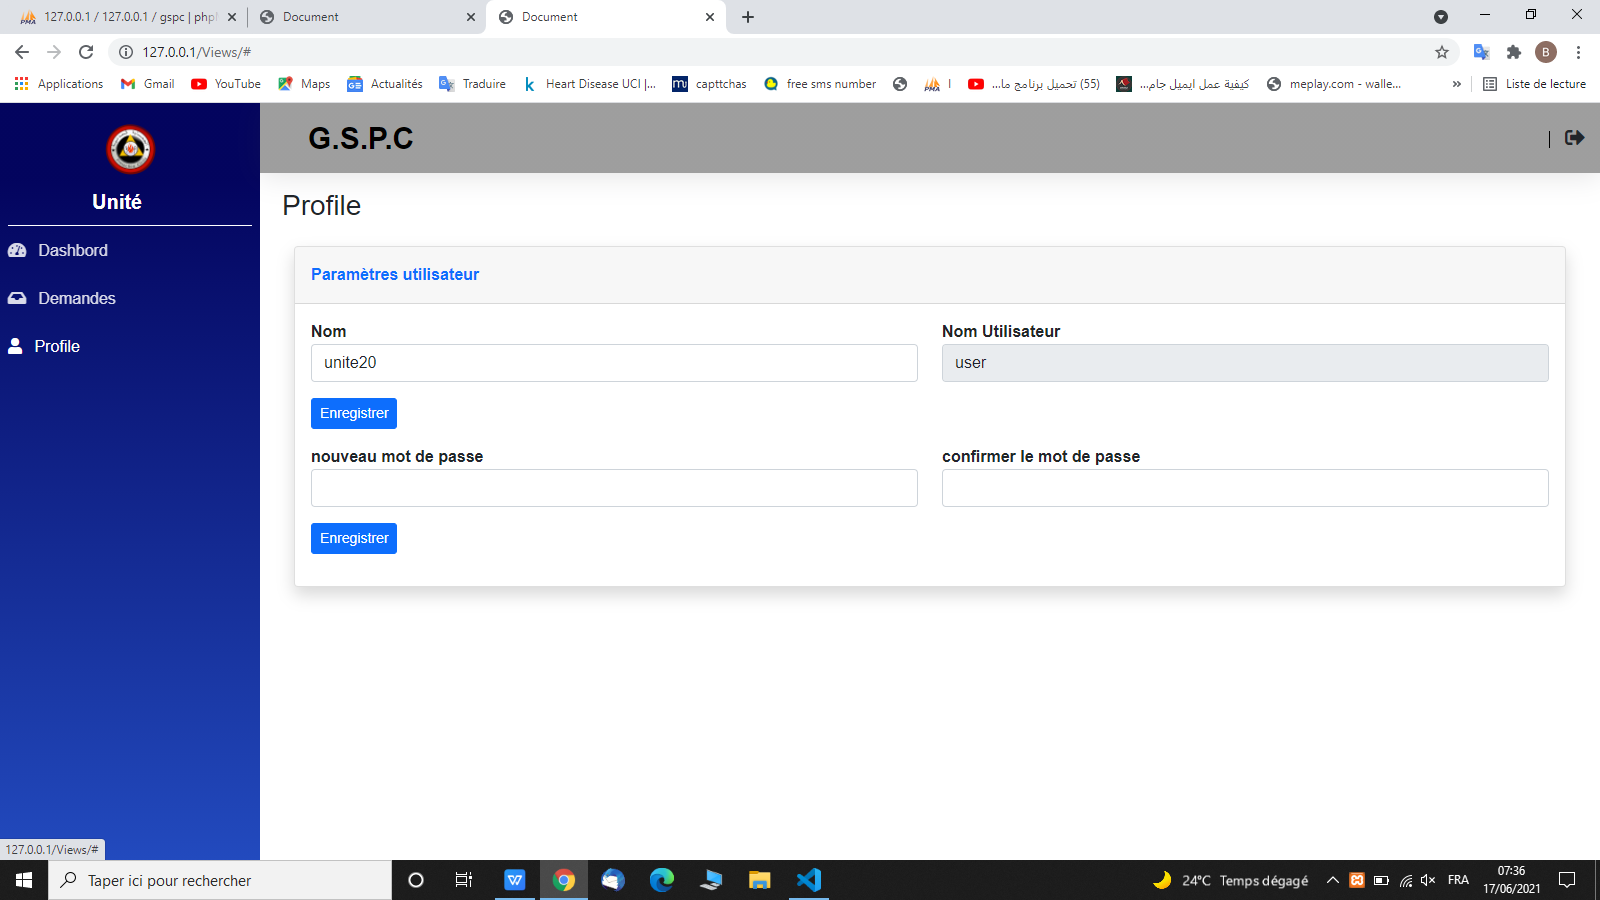 127.0.0.1 / 127.0.0.1 / gspc | php
Document
Document
127.0.0.1/Views/#
Applications
Gmail
YouTube
Maps
Actualités
Traduire
Heart Disease UCI |...
capttchas
free sms number
I
(55) تحميل برنامج ما...
كيفية عمل ايميل جام...
meplay.com - walle...
»
Liste de lecture
Unité
Dashbord
Demandes
Profile
G.S.P.C
Profile
Paramètres utilisateur
Nom
Nom Utilisateur
unite20
user
Enregistrer
nouveau mot de passe
confirmer le mot de passe
Enregistrer
127.0.0.1/Views/#
Taper ici pour rechercher
24°C Temps dégagé
FRA
07:36
17/06/2021